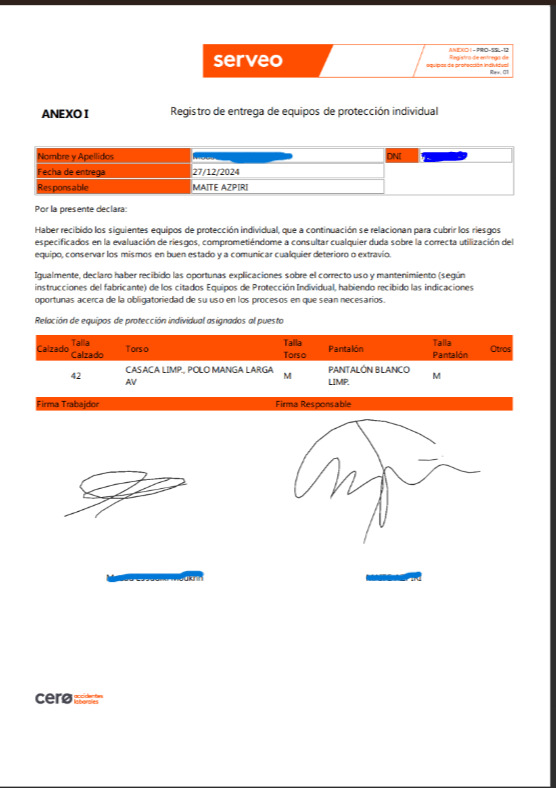 serveo
ANEXO I - PRO-SSL-12
Registro de entrega de
equipos de protección individual
Rev. 01
ANEXO I
Registro de entrega de equipos de protección individual
Nombre y Apellidos
DNI
Fecha de entrega 27/12/2024
Responsable MAITE AZPIRI
Por la presente declara:
Haber recibido los siguientes equipos de protección individual, que a continuación se relacionan para cubrir los riesgos
especificados en la evaluación de riesgos, comprometiéndome a consultar cualquier duda sobre la correcta utilización del
equipo, conservar los mismos en buen estado y a comunicar cualquier deterioro o extravío.
Igualmente, declaro haber recibido las oportunas explicaciones sobre el correcto uso y mantenimiento (según
instrucciones del fabricante) de los citados Equipos de Protección Individual, habiendo recibido las indicaciones
oportunas acerca de la obligatoriedad de su uso en los procesos en que sean necesarios.
Relación de equipos de protección individual asignados al puesto
Calzado Talla Calzado Torso Talla Torso Pantalón Talla Pantalón Otros
42 CASACA LIMP., POLO MANGA LARGA AV M PANTALÓN BLANCO LIMP. M
Firma Trabajdor Firma Responsable
cero accidentes
laborales